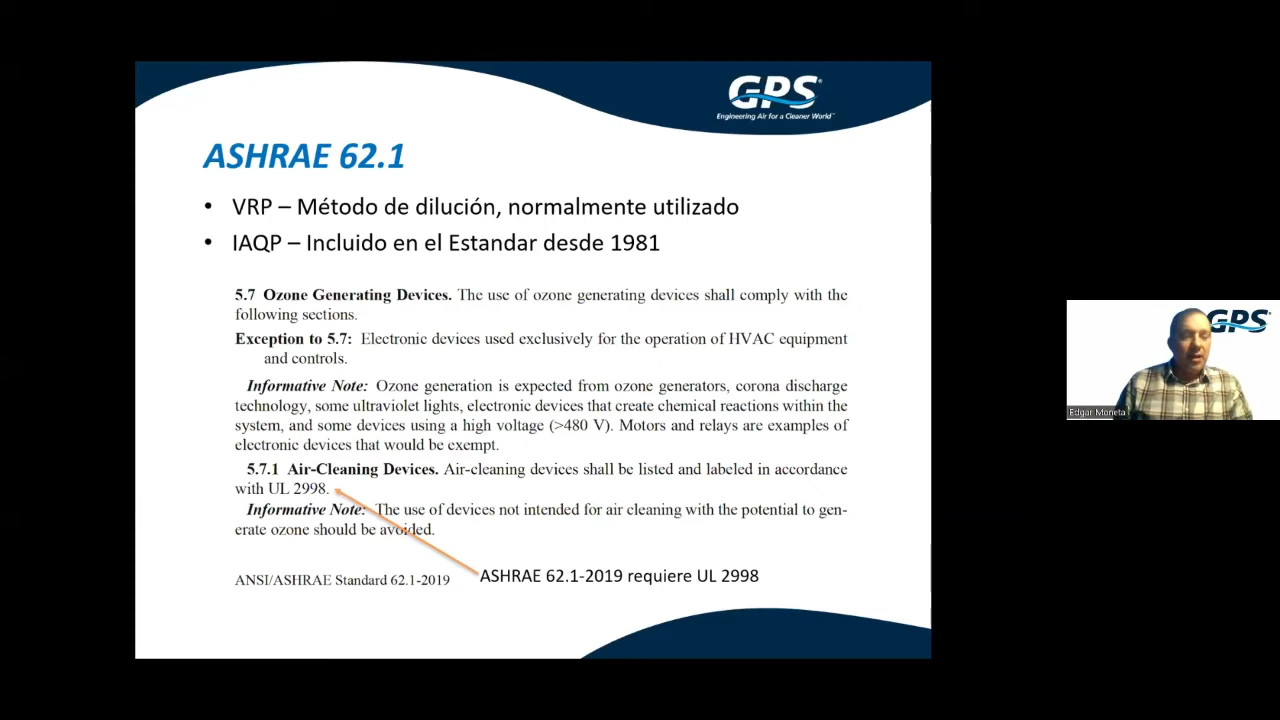 GPS
Engineering Air for a Cleaner World™
ASHRAE 62.1
• VRP – Método de dilución, normalmente utilizado
• IAQP – Incluido en el Estandar desde 1981
5.7 Ozone Generating Devices. The use of ozone generating devices shall comply with the
following sections.
Exception to 5.7: Electronic devices used exclusively for the operation of HVAC equipment
and controls.
Informative Note: Ozone generation is expected from ozone generators, corona discharge
technology, some ultraviolet lights, electronic devices that create chemical reactions within the
system, and some devices using a high voltage (>480 V). Motors and relays are examples of
electronic devices that would be exempt.
5.7.1 Air-Cleaning Devices. Air-cleaning devices shall be listed and labeled in accordance
with UL 2998.
Informative Note: The use of devices not intended for air cleaning with the potential to gen-
erate ozone should be avoided.
ANSI/ASHRAE Standard 62.1-2019
ASHRAE 62.1-2019 requiere UL 2998
GPS
Edgar Moneta